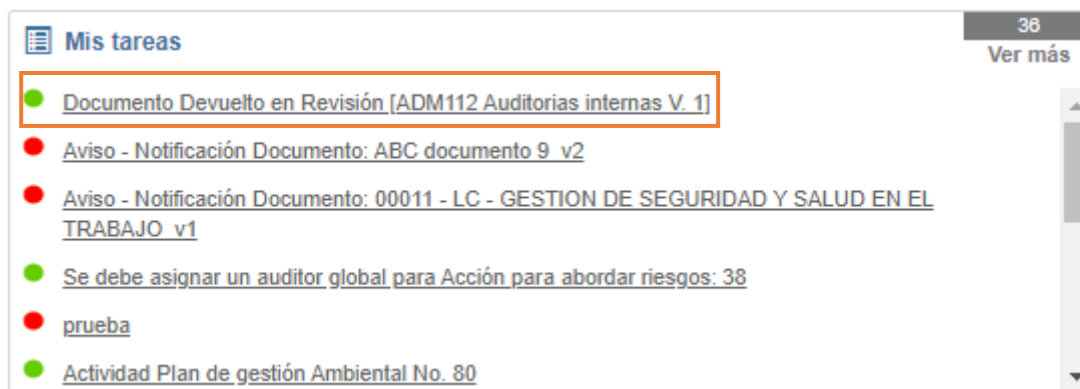 36
Mis tareas
Ver más
Documento Devuelto en Revisión [ADM112 Auditorias internas V. 1]
Aviso - Notificación Documento: ABC documento 9_v2
Aviso - Notificación Documento: 00011 - LC - GESTION DE SEGURIDAD Y SALUD EN EL
TRABAJO_v1
Se debe asignar un auditor global para Acción para abordar riesgos: 38
prueba
Actividad Plan de gestión Ambiental No. 80